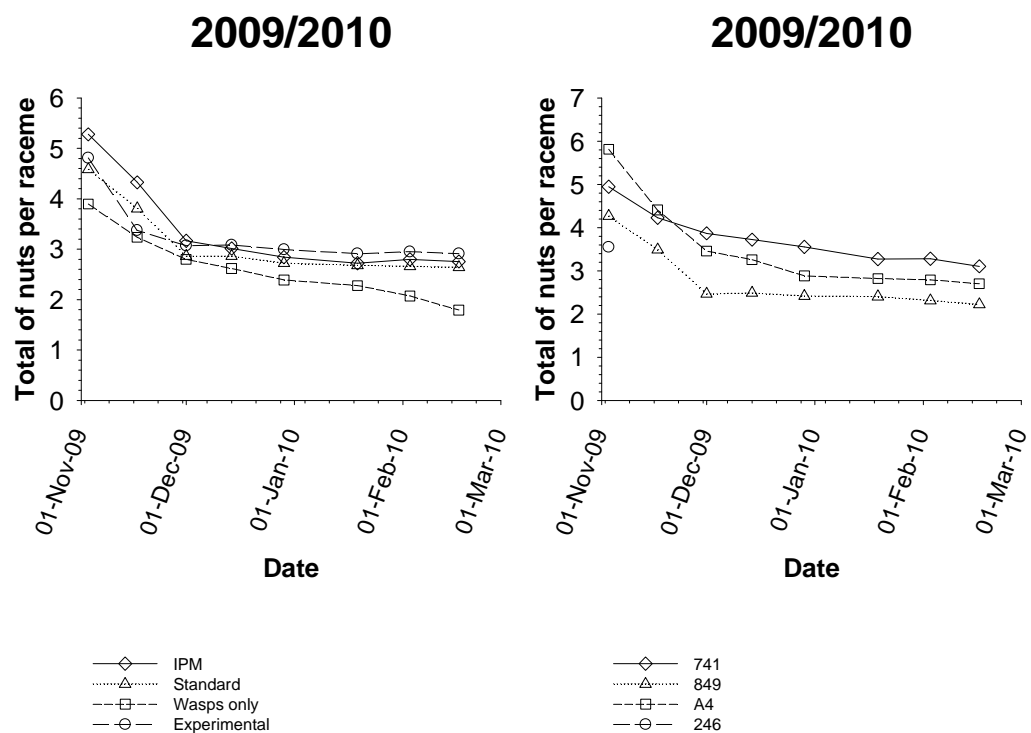 2009/2010
Total of nuts per raceme
6
5
4
3
2
1
0
01-Nov-09
01-Dec-09
01-Jan-10
01-Feb-10
01-Mar-10
Date
IPM
Standard
Wasps only
Experimental
2009/2010
Total of nuts per raceme
7
6
5
4
3
2
1
0
01-Nov-09
01-Dec-09
01-Jan-10
01-Feb-10
01-Mar-10
Date
741
849
A4
246